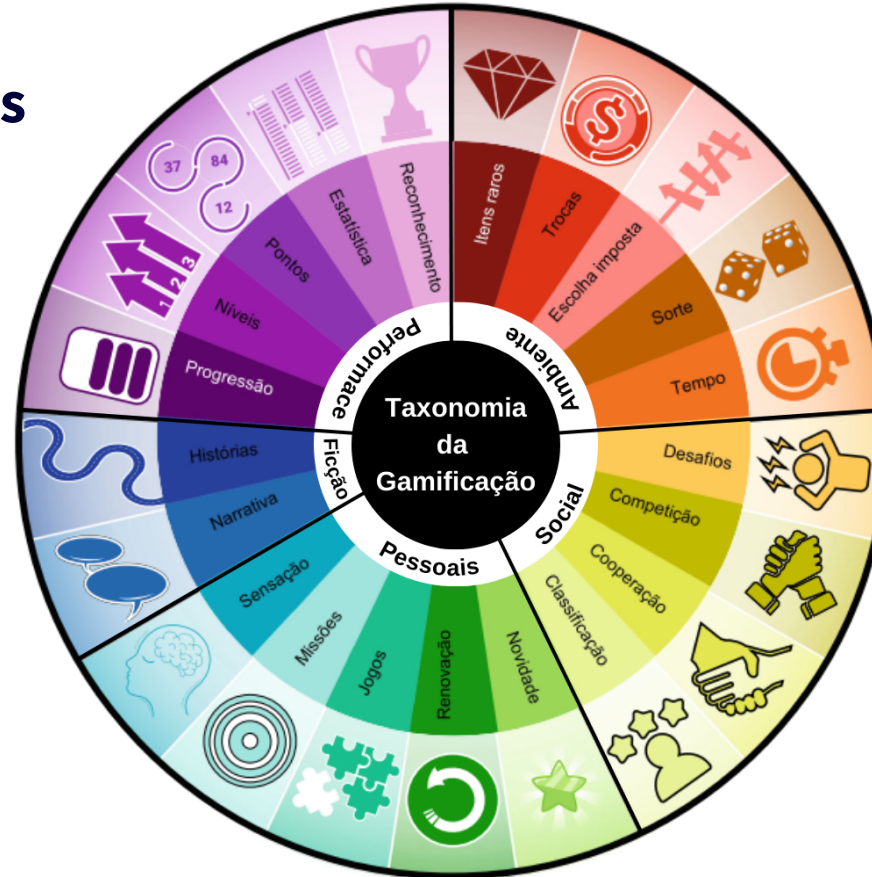 s
Taxonomia
da
Gamificação
Performace
Ambiente
Social
Pessoais
Ficção
Reconhecimento
Estatística
Pontos
Níveis
Progressão
Itens raros
Trocas
Escolha imposta
Sorte
Tempo
Desafios
Competição
Cooperação
Classificação
Novidade
Renovação
Jogos
Missões
Sensação
Narrativa
Histórias
37
84
12
1 2 3
$